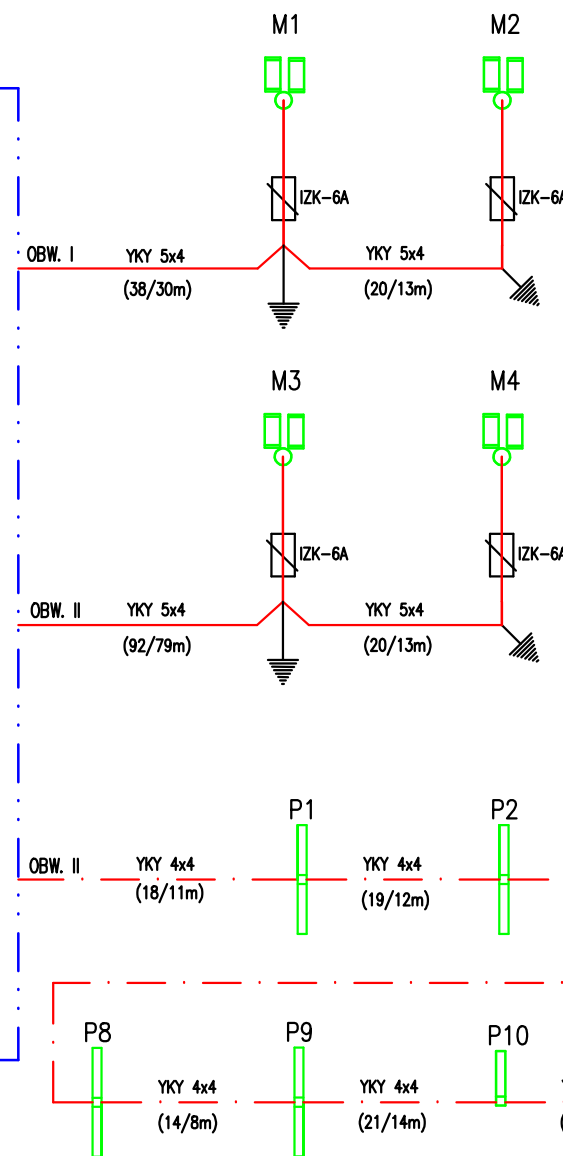 M1 M2
IZK-6A IZK-6A
OBW. I YKY 5x4 YKY 5x4
(38/30m) (20/13m)
M3 M4
IZK-6A IZK-6A
OBW. II YKY 5x4 YKY 5x4
(92/79m) (20/13m)
P1 P2
OBW. II YKY 4x4 YKY 4x4
(18/11m) (19/12m)
P8 P9 P10
YKY 4x4 YKY 4x4
(14/8m) (21/14m)